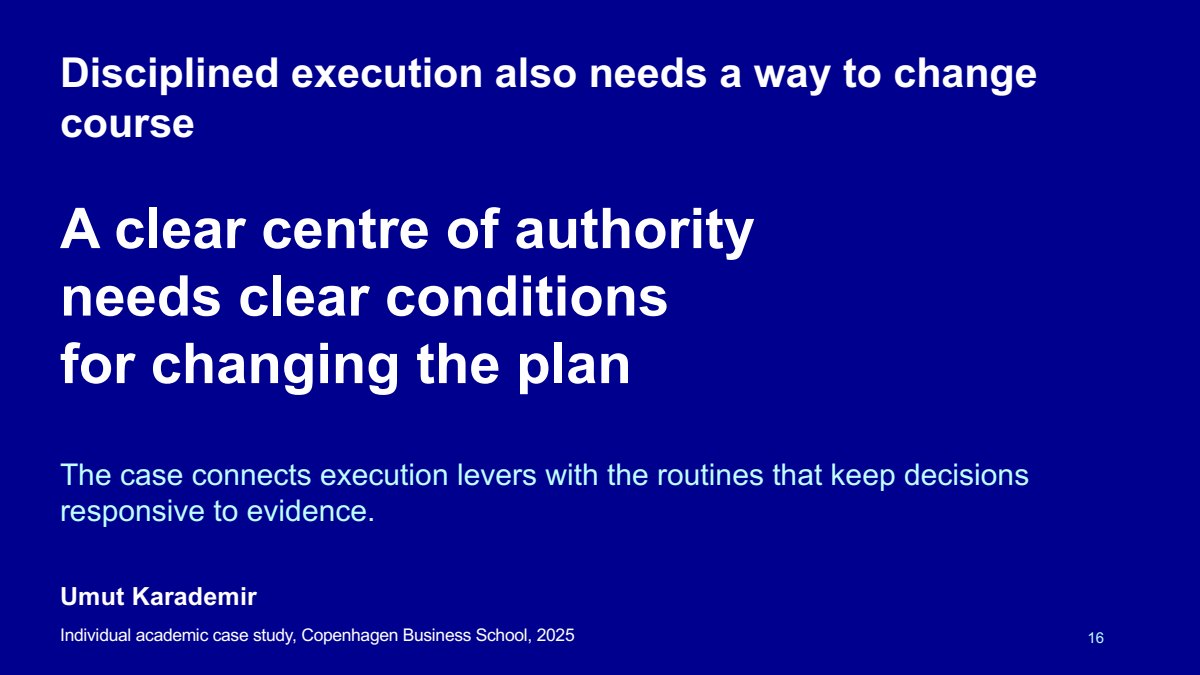 Disciplined execution also needs a way to change
course
A clear centre of authority
needs clear conditions
for changing the plan
The case connects execution levers with the routines that keep decisions
responsive to evidence.
Umut Karademir
Individual academic case study, Copenhagen Business School, 2025
16